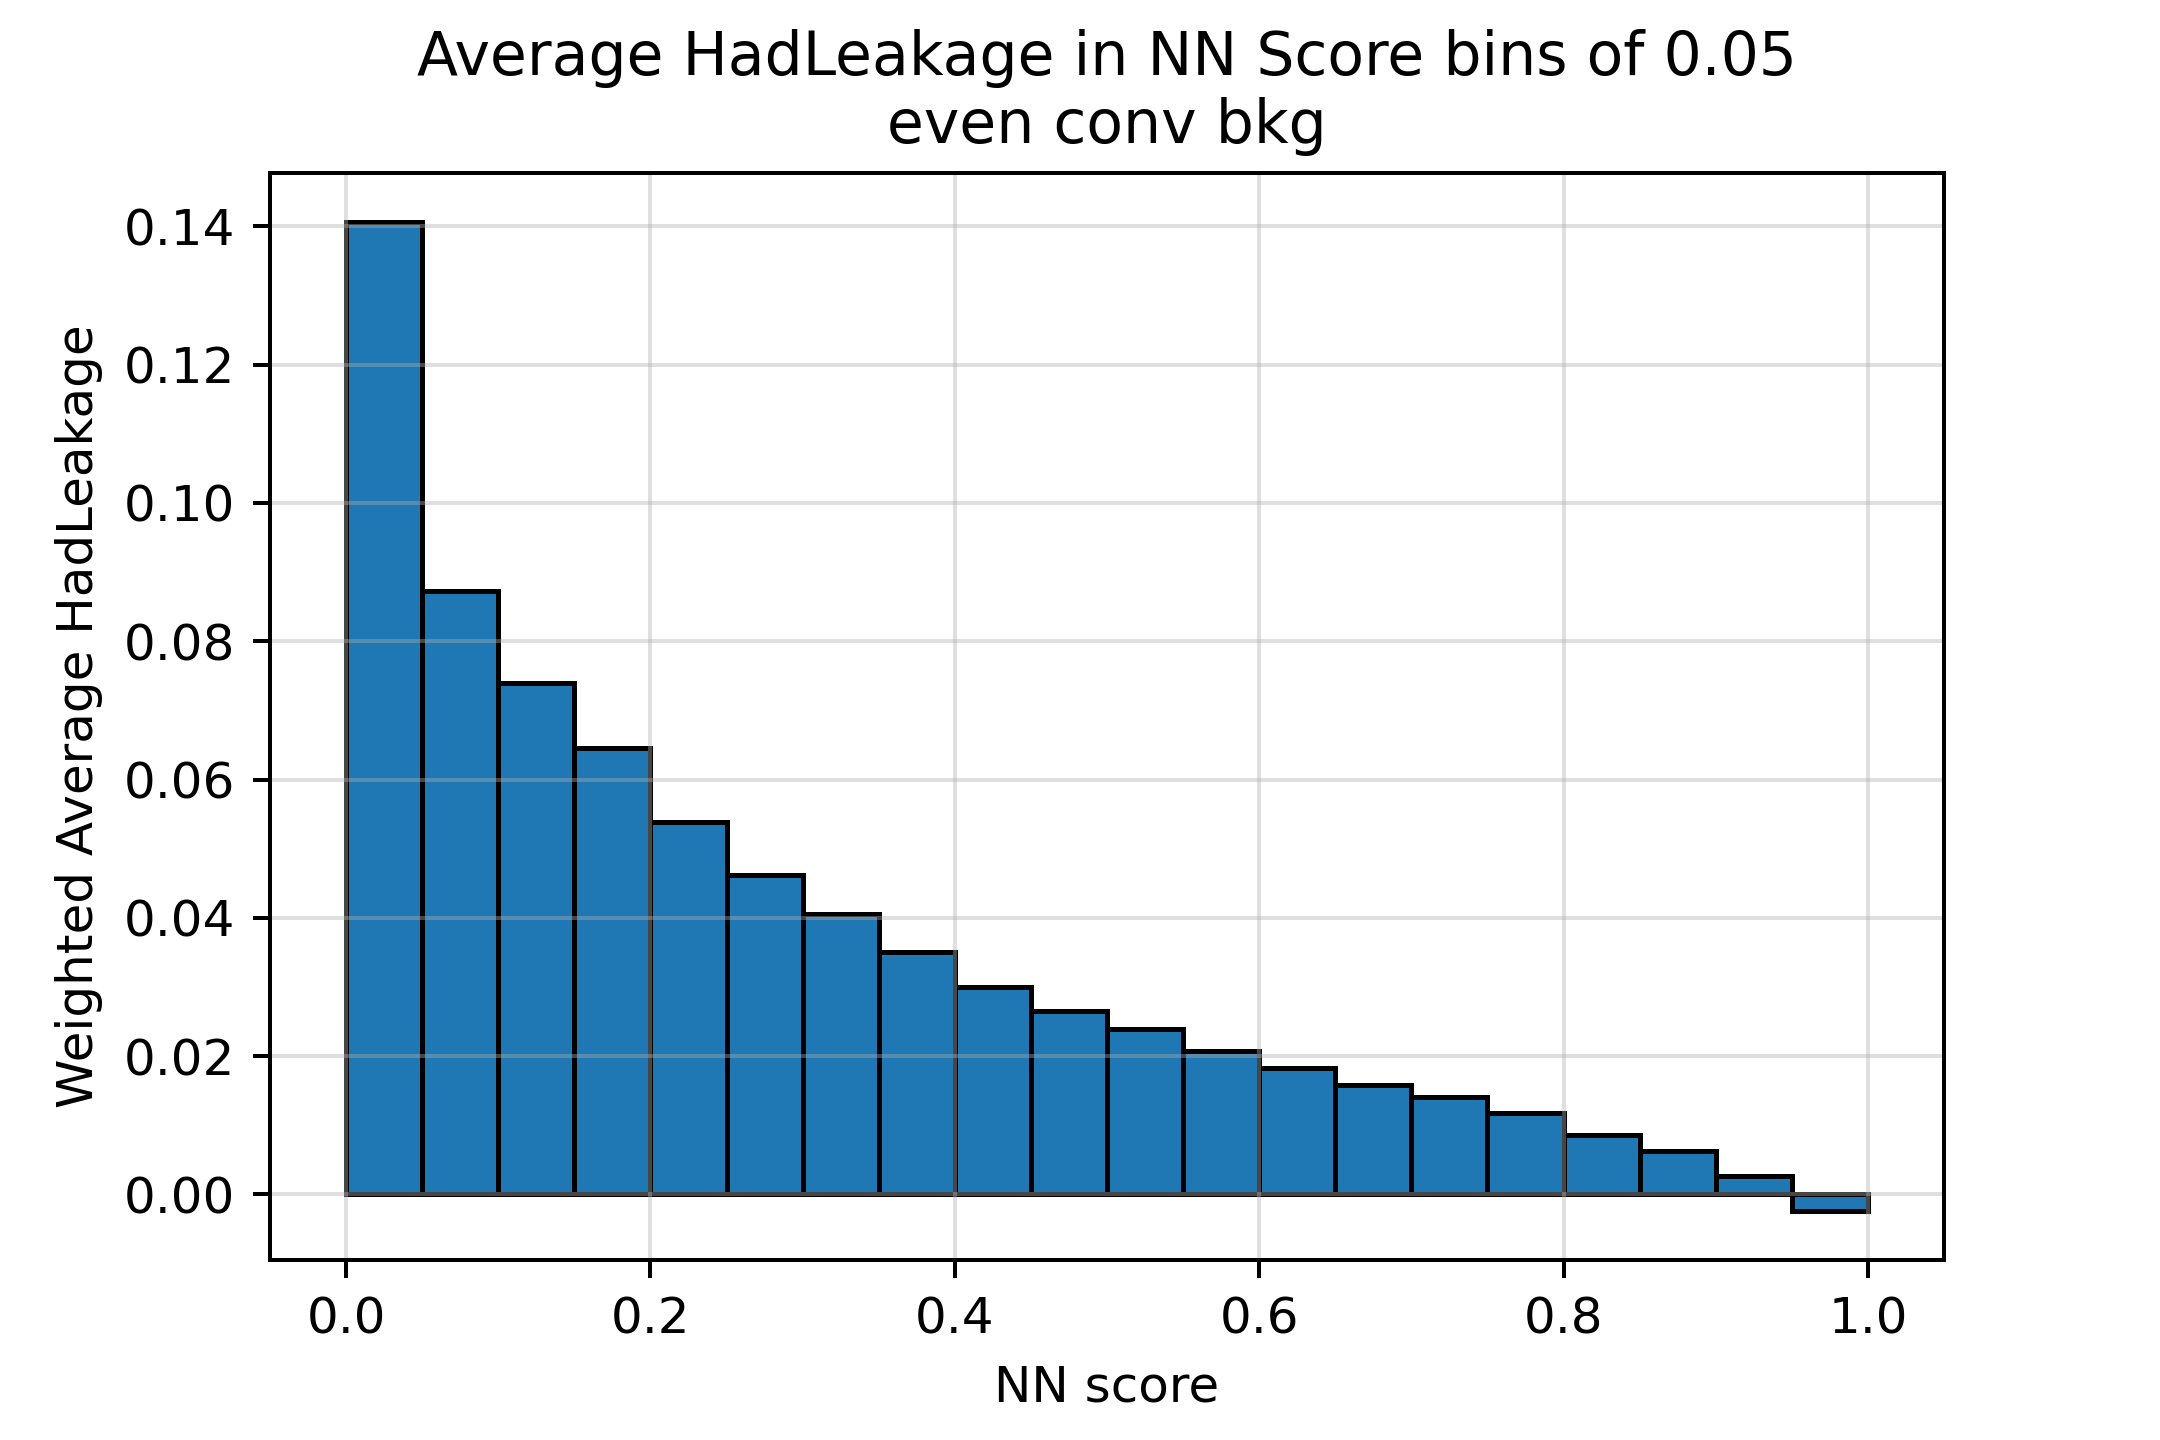 Average HadLeakage in NN Score bins of 0.05
even conv bkg
Weighted Average HadLeakage
0.14
0.12
0.10
0.08
0.06
0.04
0.02
0.00
0.0 0.2 0.4 0.6 0.8 1.0
NN score